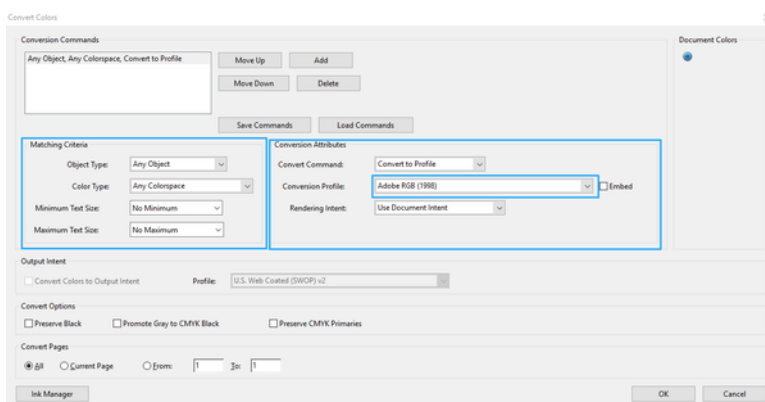 Convert Colors
Conversion Commands
Document Colors
Any Object, Any Colorspace, Convert to Profile
Move Up Add
Move Down Delete
Save Commands Load Commands
Matching Criteria
Object Type: Any Object
Color Type: Any Colorspace
Minimum Text Size: No Minimum
Maximum Text Size: No Maximum
Conversion Attributes
Convert Command: Convert to Profile
Conversion Profile: Adobe RGB (1998) Embed
Rendering Intent: Use Document Intent
Output Intent
Convert Colors to Output Intent Profile: U.S. Web Coated (SWOP) v2
Convert Options
Preserve Black Promote Gray to CMYK Black Preserve CMYK Primaries
Convert Pages
All Current Page From: 1 To: 1
Ink Manager OK Cancel